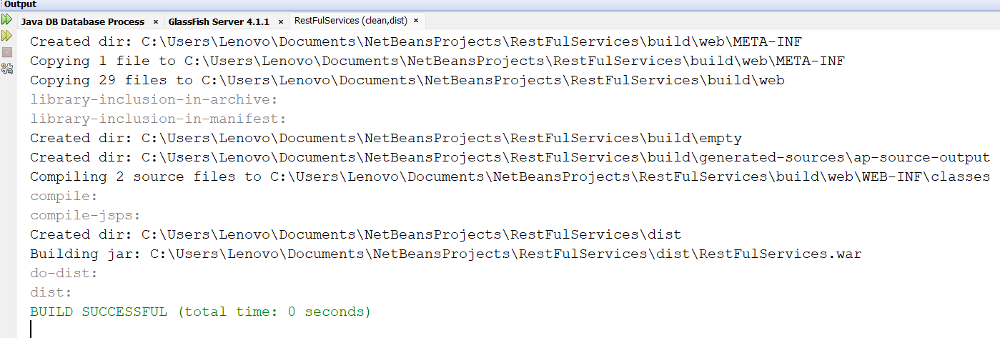 Output
Java DB Database Process × GlassFish Server 4.1.1 × RestFulServices (clean,dist) ×
Created dir: C:\Users\Lenovo\Documents\NetBeansProjects\RestFulServices\build\web\META-INF
Copying 1 file to C:\Users\Lenovo\Documents\NetBeansProjects\RestFulServices\build\web\META-INF
Copying 29 files to C:\Users\Lenovo\Documents\NetBeansProjects\RestFulServices\build\web
library-inclusion-in-archive:
library-inclusion-in-manifest:
Created dir: C:\Users\Lenovo\Documents\NetBeansProjects\RestFulServices\build\empty
Created dir: C:\Users\Lenovo\Documents\NetBeansProjects\RestFulServices\build\generated-sources\ap-source-output
Compiling 2 source files to C:\Users\Lenovo\Documents\NetBeansProjects\RestFulServices\build\web\WEB-INF\classes
compile:
compile-jsps:
Created dir: C:\Users\Lenovo\Documents\NetBeansProjects\RestFulServices\dist
Building jar: C:\Users\Lenovo\Documents\NetBeansProjects\RestFulServices\dist\RestFulServices.war
do-dist:
dist:
BUILD SUCCESSFUL (total time: 0 seconds)